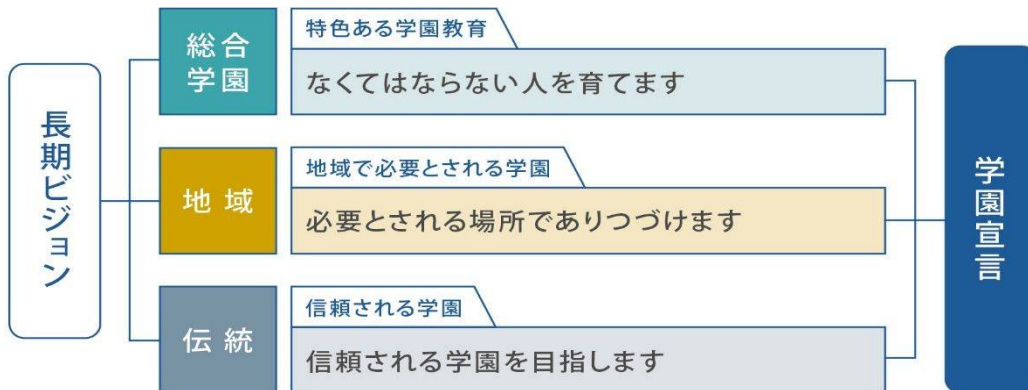 長期ビジョン
総合
学園
特色ある学園教育
なくてはならない人を育てます
地域
地域で必要とされる学園
必要とされる場所でありつづけます
伝統
信頼される学園
信頼される学園を目指します
学園宣言